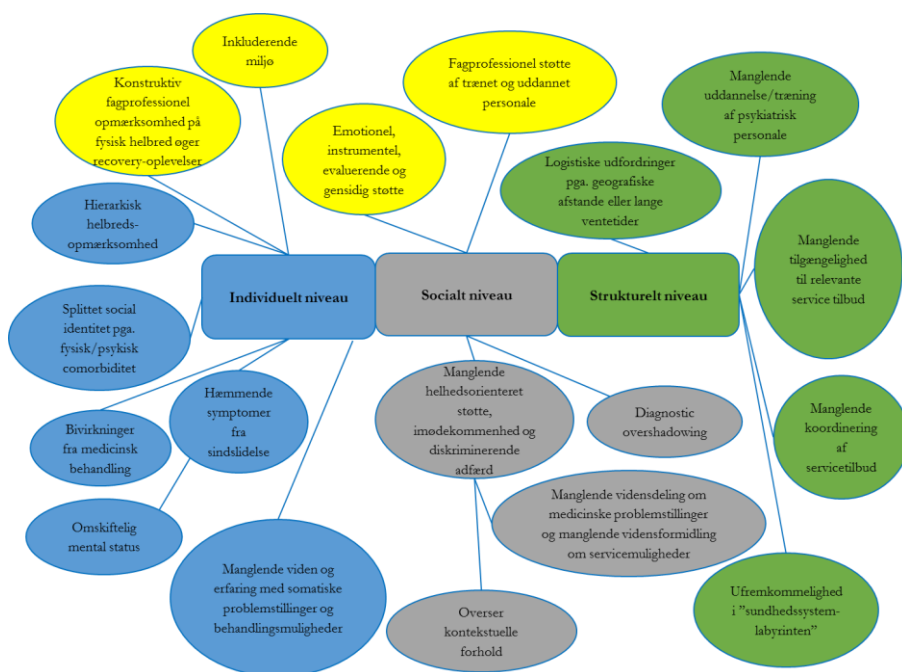 Inkluderende
miljø
Konstruktiv
fagprofessionel
opmærksomhed på
fysisk helbred øger
recovery-oplevelser
Fagprofessionel støtte
af trænet og uddannet
personale
Emotionel,
instrumentel,
evaluerende og
gensidig støtte
Manglende
uddannelse/træning
af psykiatrisk
personale
Logistiske udfordringer
pga. geografiske
afstande eller lange
ventetider
Hierarkisk
helbreds-
opmærksomhed
Manglende
tilgængelighed
til relevante
service tilbud
Individuelt niveau
Socialt niveau
Strukturelt niveau
Splittet social
identitet pga.
fysisk/psykisk
comorbiditet
Hæmmende
symptomer
fra
sindslidelse
Manglende
helhedsorienteret
støtte,
imødekommenhed og
diskriminerende
adfærd
Diagnostic
overshadowing
Manglende
koordinering
af
servicetilbud
Bivirkninger
fra medicinsk
behandling
Omskiftelig
mental status
Manglende vidensdeling om
medicinske problemstillinger
og manglende vidensformidling
om servicemuligheder
Manglende viden og
erfaring med somatiske
problemstillinger og
behandlingsmuligheder
Overser
kontekstuelle
forhold
Ufremkommelighed
i ”sundhedssystem-
labyrinten”